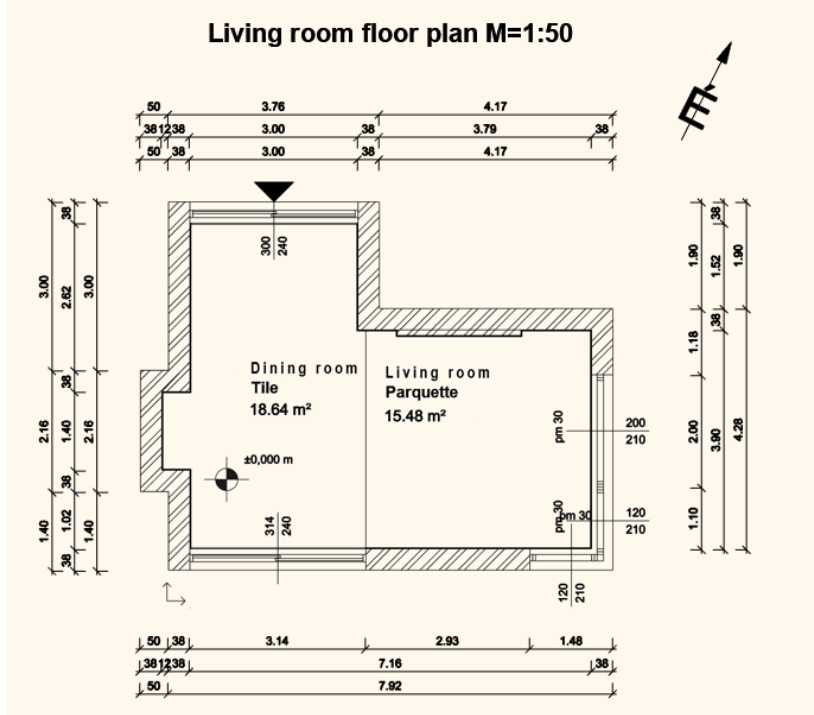 Living room floor plan M=1:50
É
50 3.76 4.17
38 12 38 3.00 38 3.79 38
50 38 3.00 38 4.17
3.00 2.16 1.40
38 2.62 38 1.40 38 1.02 38
3.00 2.16 1.40
300 240
Dining room
Tile
18.64 m²
Living room
Parquette
15.48 m²
±0,000 m
pm 30
200
210
pm 30
pm 30
120
210
314 240
120 210
1.90 1.18 2.00 1.10
38 1.52 38 3.90
1.90 4.28
50 38 3.14 2.93 1.48
38 12 38 7.16 38
50 7.92